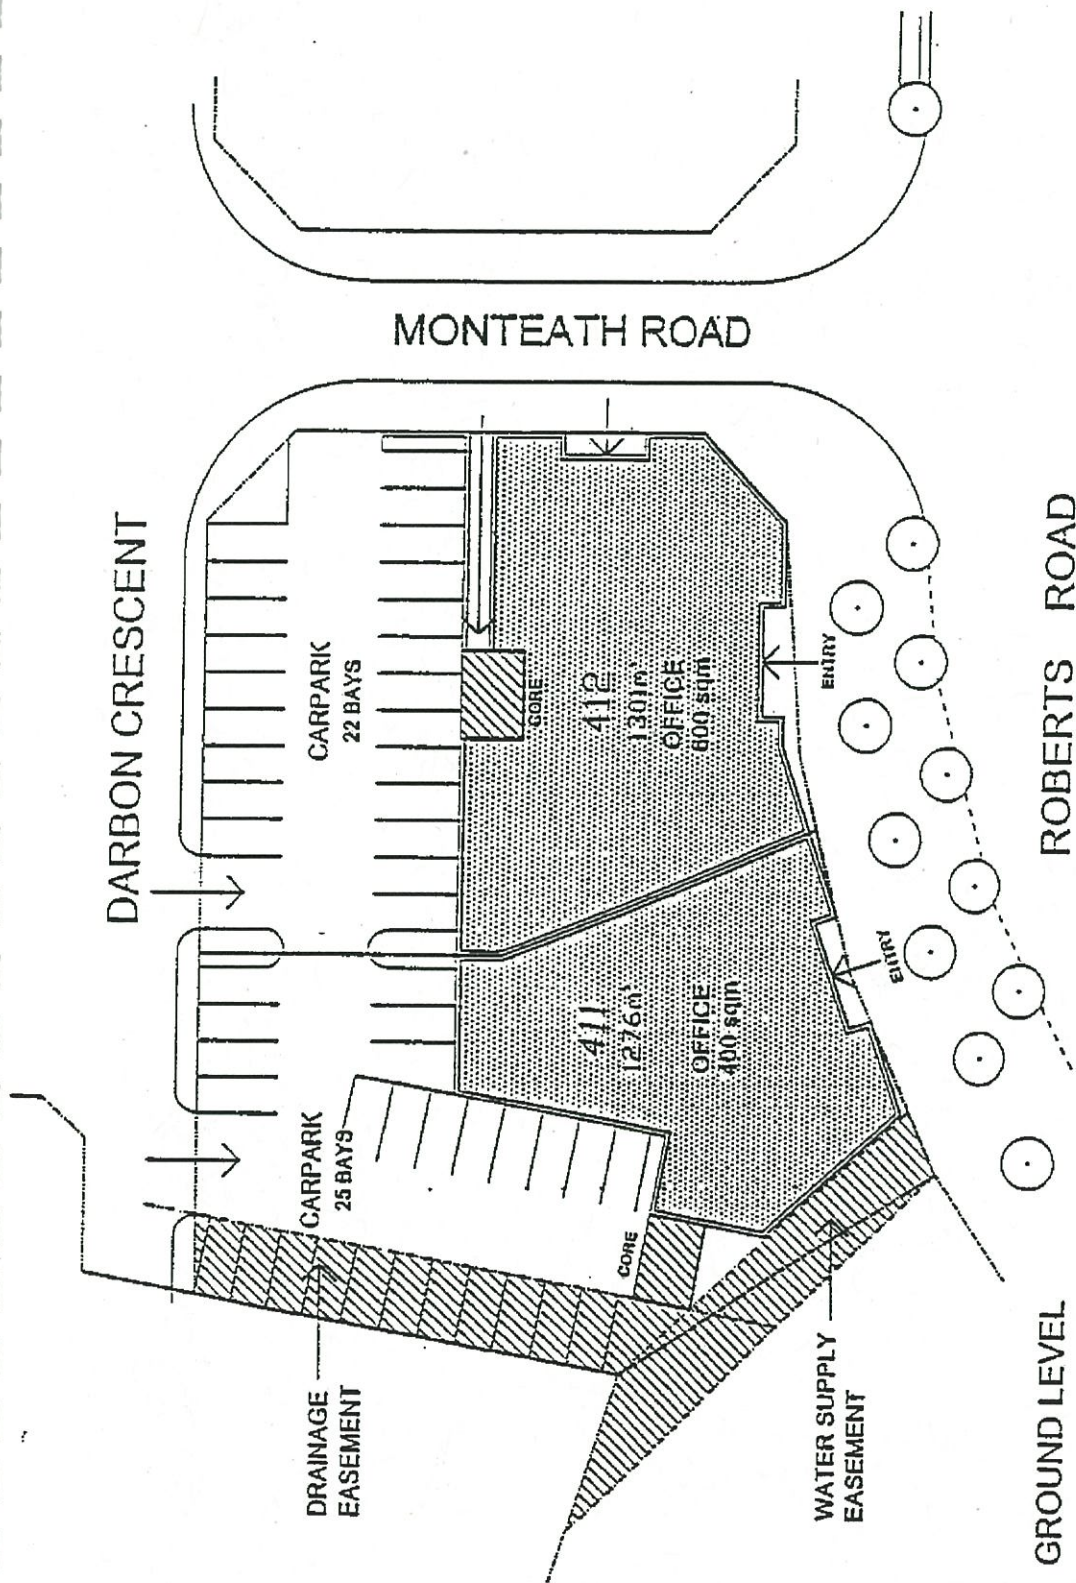 MONTEATH ROAD
DARBON CRESCENT
CARPARK
22 BAYS
CORE
412
1301m²
OFFICE
600 sqm
ENTRY
ROBERTS ROAD
411
1276m²
OFFICE
400 sqm
ENTRY
CARPARK
25 BAYS
CORE
DRAINAGE
EASEMENT
WATER SUPPLY
EASEMENT
GROUND LEVEL